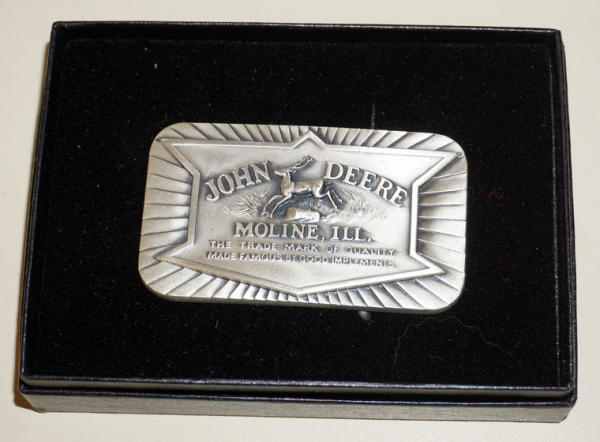 JOHN DEERE
MOLINE, ILL.
THE TRADE MARK OF QUALITY
MADE FAMOUS BY GOOD IMPLEMENTS